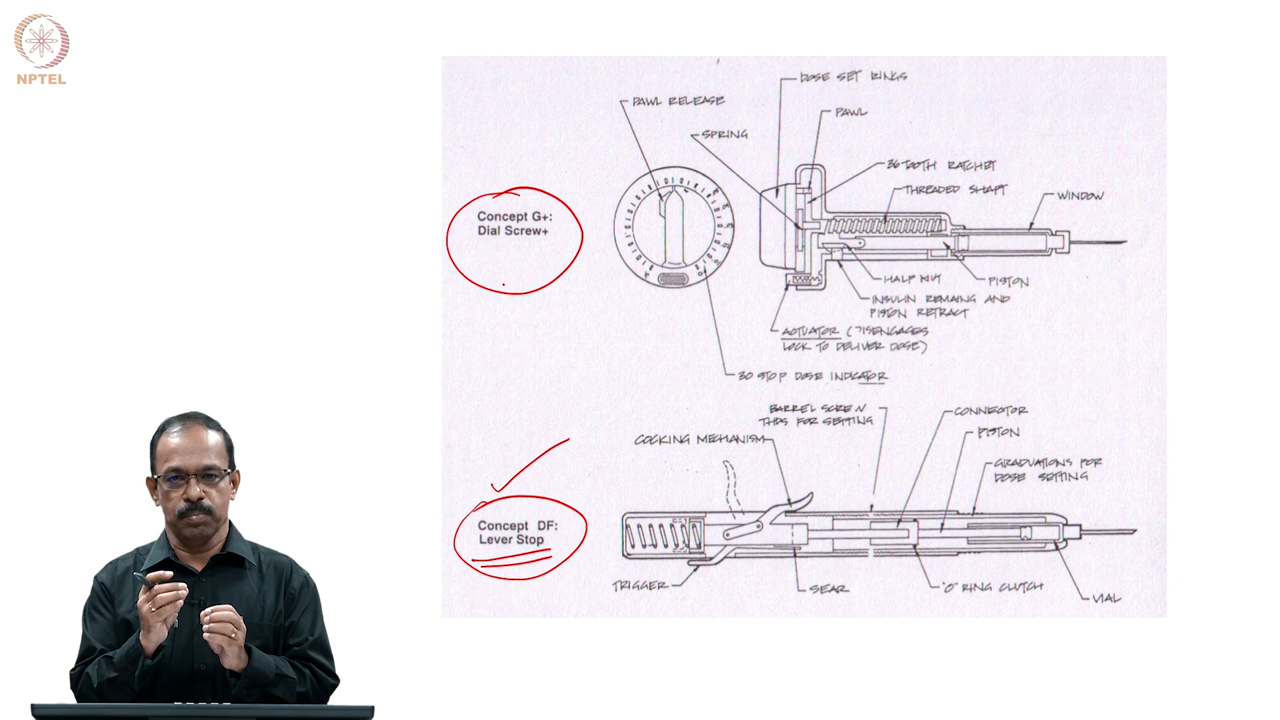 NPTEL
DOSE SET RINGS
PAWL RELEASE
PAWL
SPRING
36 TOOTH RATCHET
THREADED SHAFT
WINDOW
Concept G+:
Dial Screw+
HALF NUT
PISTON
INSULIN REMAING AND
PISTON RETRACT
ACTUATOR (DISENGAGES
LOCK TO DELIVER DOSE)
30 STOP DOSE INDICATOR
BARREL SCREW
THDS FOR SETTING
CONNECTOR
COCKING MECHANISM
PISTON
GRADUATIONS FOR
DOSE SETTING
Concept DF:
Lever Stop
TRIGGER
SEAR
"O" RING CLUTCH
VIAL